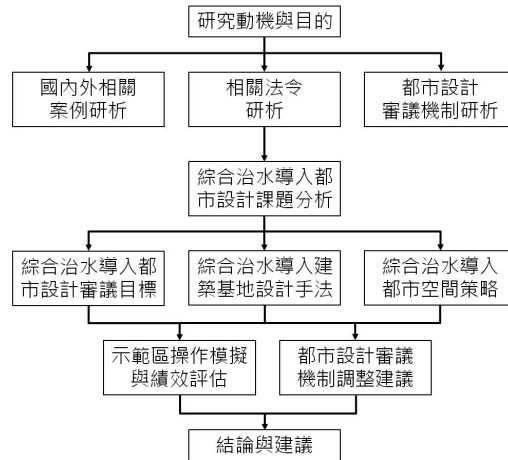 研究動機與目的
國內外相關
案例研析
相關法令
研析
都市設計
審議機制研析
綜合治水導入都
市設計課題分析
綜合治水導入都
市設計審議目標
綜合治水導入建
築基地設計手法
綜合治水導入
都市空間策略
示範區操作模擬
與績效評估
都市設計審議
機制調整建議
結論與建議